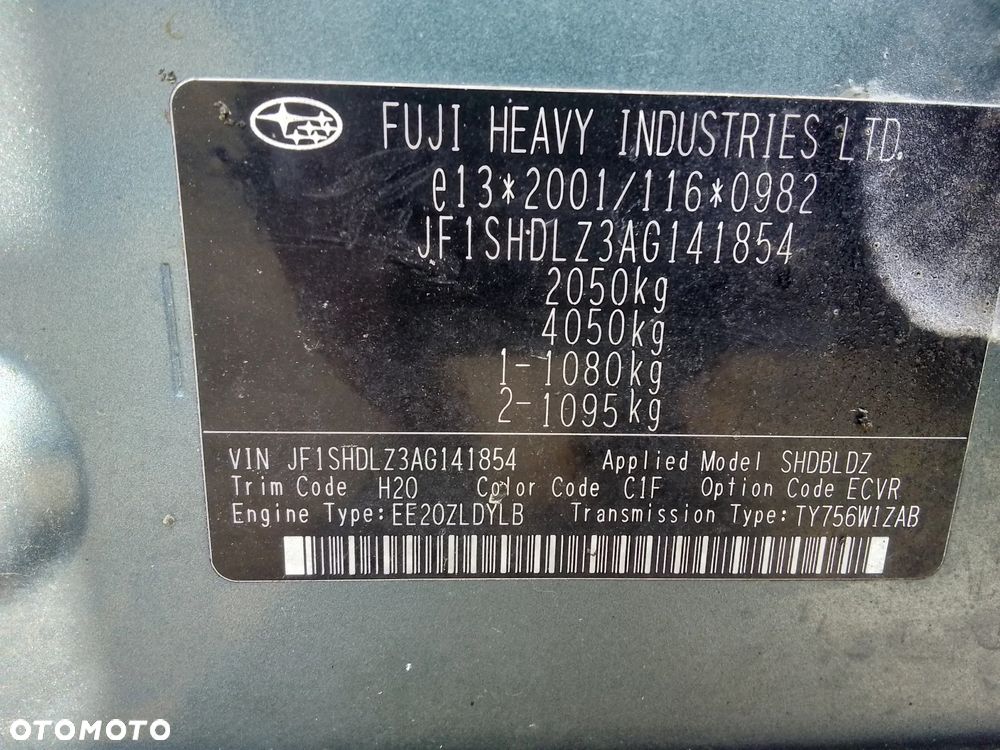 FUJI HEAVY INDUSTRIES LTD.
e13*2001/116*0982
JF1SHDLZ3AG141854
2050kg
4050kg
1-1080kg
2-1095kg
VIN JF1SHDLZ3AG141854 Applied Model SHDBLDZ
Trim Code H20 Color Code C1F Option Code ECVR
Engine Type:EE20ZLDYLB Transmission Type:TY756W1ZAB
OTOMOTO